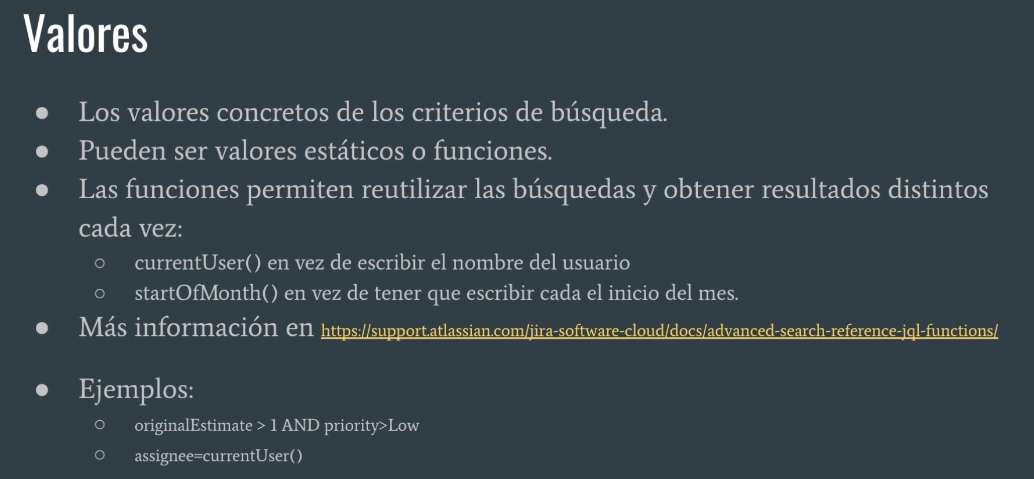 Valores
● Los valores concretos de los criterios de búsqueda.
● Pueden ser valores estáticos o funciones.
● Las funciones permiten reutilizar las búsquedas y obtener resultados distintos
cada vez:
○ currentUser() en vez de escribir el nombre del usuario
○ startOfMonth() en vez de tener que escribir cada el inicio del mes.
● Más información en https://support.atlassian.com/jira-software-cloud/docs/advanced-search-reference-jql-functions/
● Ejemplos:
○ originalEstimate > 1 AND priority>Low
○ assignee=currentUser()